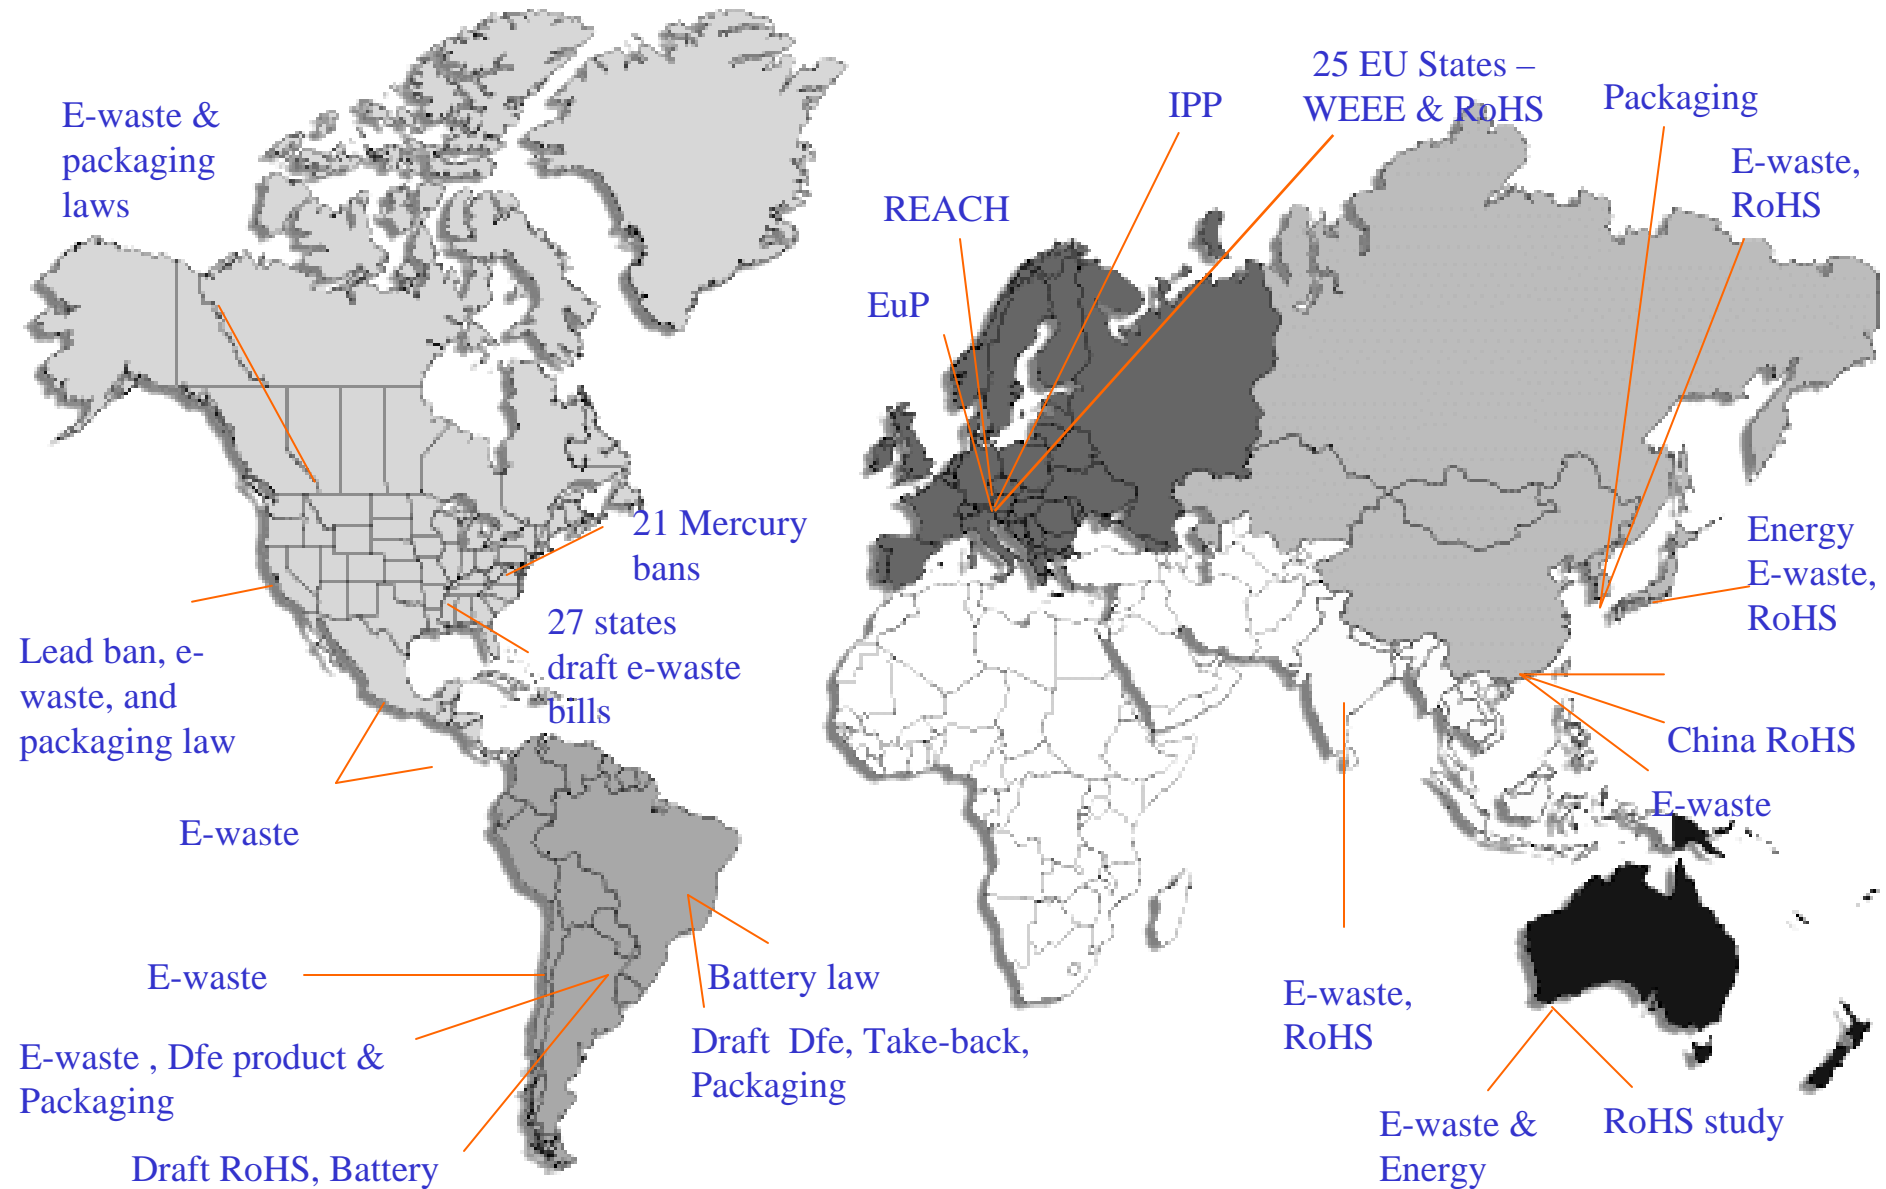 25 EU States –
WEEE & RoHS
IPP
Packaging
E-waste &
packaging
laws
E-waste,
RoHS
REACH
EuP
21 Mercury
bans
Energy
E-waste,
RoHS
27 states
draft e-waste
bills
Lead ban, e-
waste, and
packaging law
China RoHS
E-waste
E-waste
E-waste
Battery law
E-waste,
RoHS
E-waste , Dfe product &
Packaging
Draft  Dfe, Take-back,
Packaging
E-waste &
Energy
RoHS study
Draft RoHS, Battery